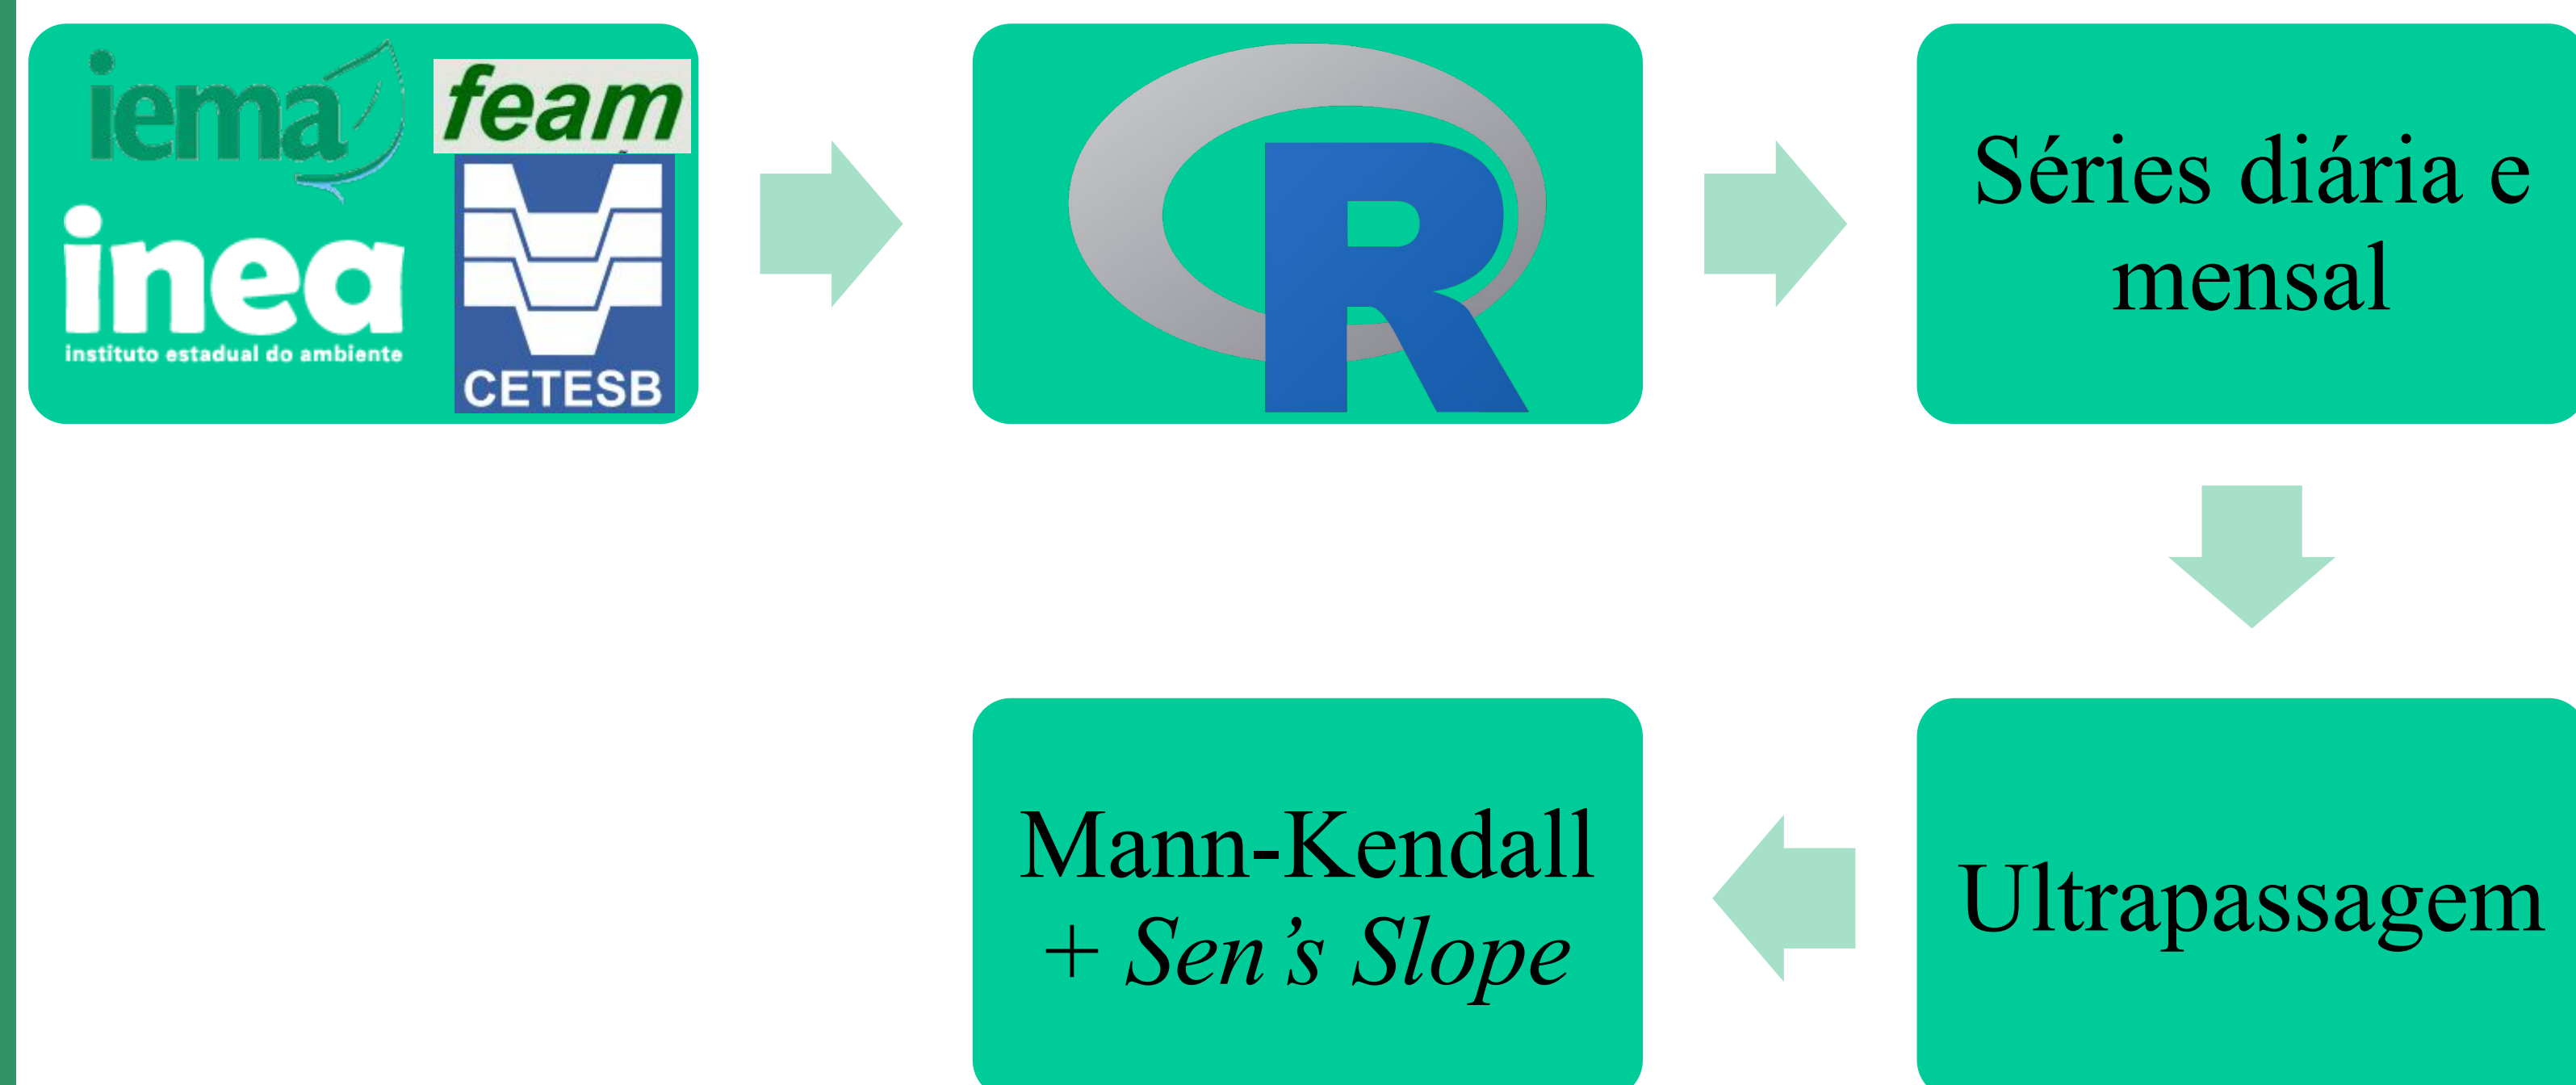 iema
feam
inea
instituto estadual do ambiente
CETESB
R
Séries diária e
mensal
Ultrapassagem
Mann-Kendall
+ Sen’s Slope